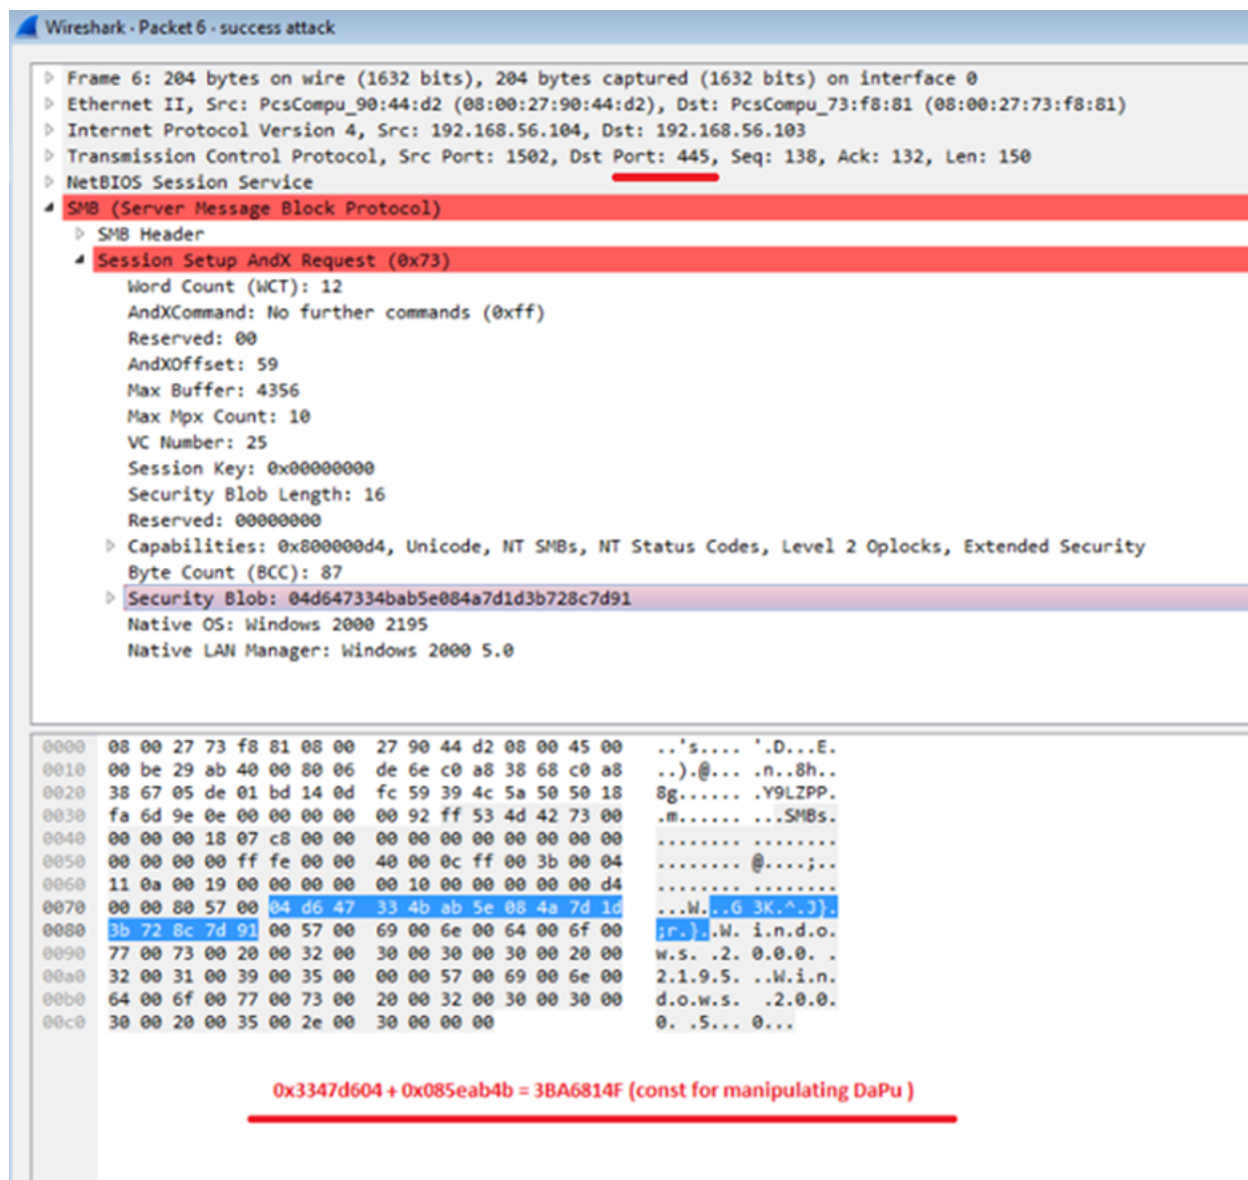 Wireshark · Packet 6 · success attack
Frame 6: 204 bytes on wire (1632 bits), 204 bytes captured (1632 bits) on interface 0
Ethernet II, Src: PcsCompu_90:44:d2 (08:00:27:90:44:d2), Dst: PcsCompu_73:f8:81 (08:00:27:73:f8:81)
Internet Protocol Version 4, Src: 192.168.56.104, Dst: 192.168.56.103
Transmission Control Protocol, Src Port: 1502, Dst Port: 445, Seq: 138, Ack: 132, Len: 150
NetBIOS Session Service
SMB (Server Message Block Protocol)
SMB Header
Session Setup AndX Request (0x73)
Word Count (WCT): 12
AndXCommand: No further commands (0xff)
Reserved: 00
AndXOffset: 59
Max Buffer: 4356
Max Mpx Count: 10
VC Number: 25
Session Key: 0x00000000
Security Blob Length: 16
Reserved: 00000000
Capabilities: 0x800000d4, Unicode, NT SMBs, NT Status Codes, Level 2 Oplocks, Extended Security
Byte Count (BCC): 87
Security Blob: 04d647334bab5e084a7d1d3b728c7d91
Native OS: Windows 2000 2195
Native LAN Manager: Windows 2000 5.0
0000 08 00 27 73 f8 81 08 00 27 90 44 d2 08 00 45 00 ..'s.... '.D...E.
0010 00 be 29 ab 40 00 80 06 de 6e c0 a8 38 68 c0 a8 ..).@... .n..8h..
0020 38 67 05 de 01 bd 14 0d fc 59 39 4c 5a 50 50 18 8g...... .Y9LZPP.
0030 fa 6d 9e 0e 00 00 00 00 00 92 ff 53 4d 42 73 00 .m...... ...SMBs.
0040 00 00 00 18 07 c8 00 00 00 00 00 00 00 00 00 00 ........ ........
0050 00 00 00 00 ff fe 00 00 40 00 0c ff 00 3b 00 04 ........ @....;..
0060 11 0a 00 19 00 00 00 00 00 10 00 00 00 00 00 d4 ........ ........
0070 00 00 80 57 00 04 d6 47 33 4b ab 5e 08 4a 7d 1d ...W...G 3K.^.J}.
0080 3b 72 8c 7d 91 00 57 00 69 00 6e 00 64 00 6f 00 ;r.}..W. i.n.d.o.
0090 77 00 73 00 20 00 32 00 30 00 30 00 30 00 20 00 w.s. .2. 0.0.0. .
00a0 32 00 31 00 39 00 35 00 00 00 57 00 69 00 6e 00 2.1.9.5. ..W.i.n.
00b0 64 00 6f 00 77 00 73 00 20 00 32 00 30 00 30 00 d.o.w.s. .2.0.0.
00c0 30 00 20 00 35 00 2e 00 30 00 00 00 0. .5... 0...
0x3347d604 + 0x085eab4b = 3BA6814F (const for manipulating DaPu )